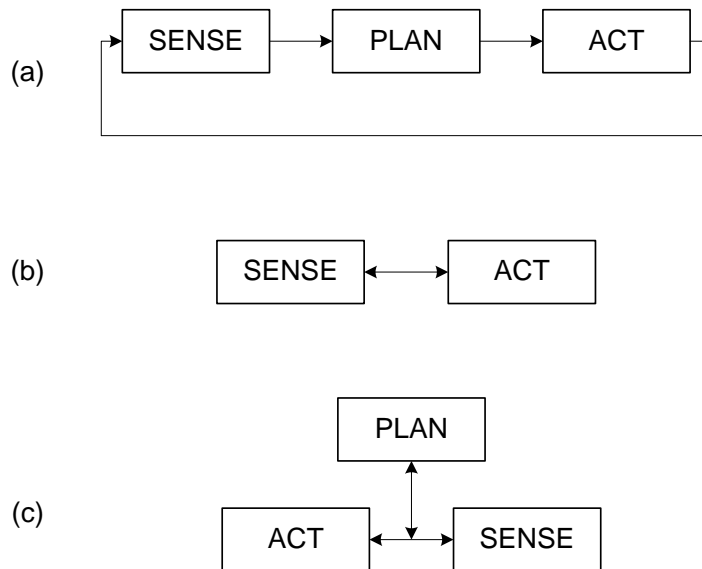 SENSE PLAN ACT
(a)
(b) SENSE ACT
PLAN
(c) ACT SENSE